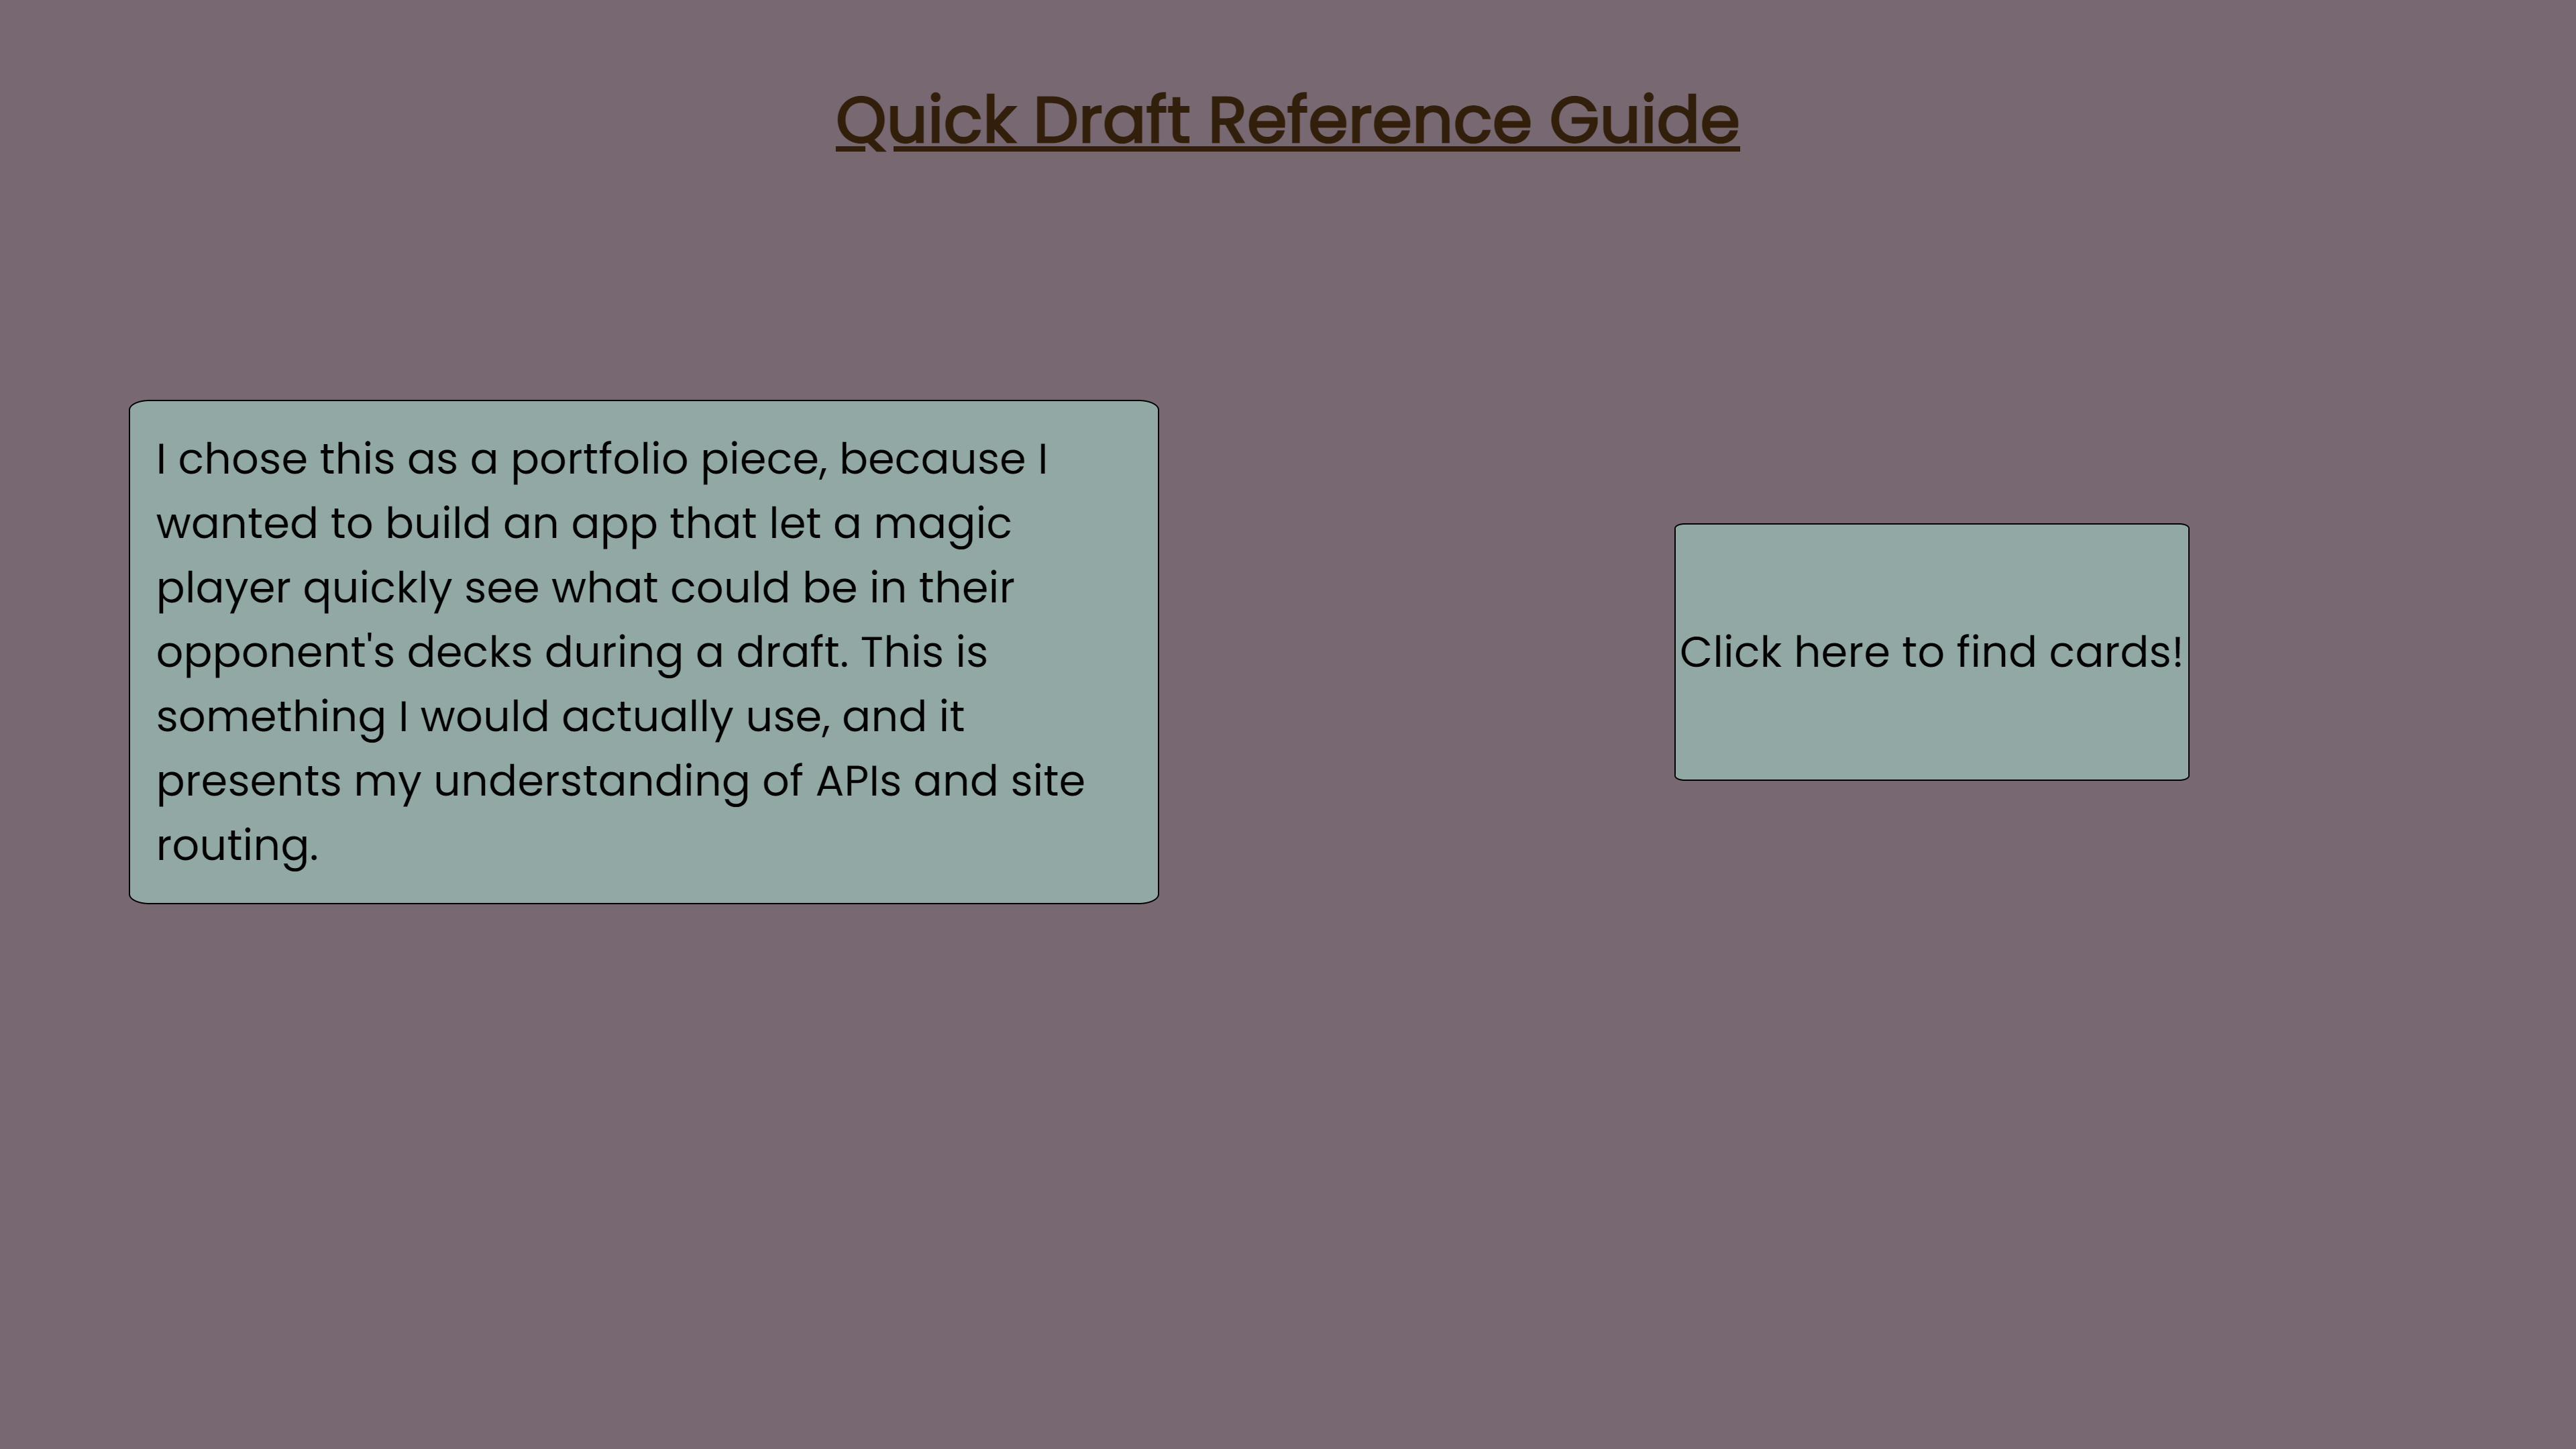 Quick Draft Reference Guide
I chose this as a portfolio piece, because I
wanted to build an app that let a magic
player quickly see what could be in their
opponent's decks during a draft. This is
something I would actually use, and it
presents my understanding of APIs and site
routing.
Click here to find cards!